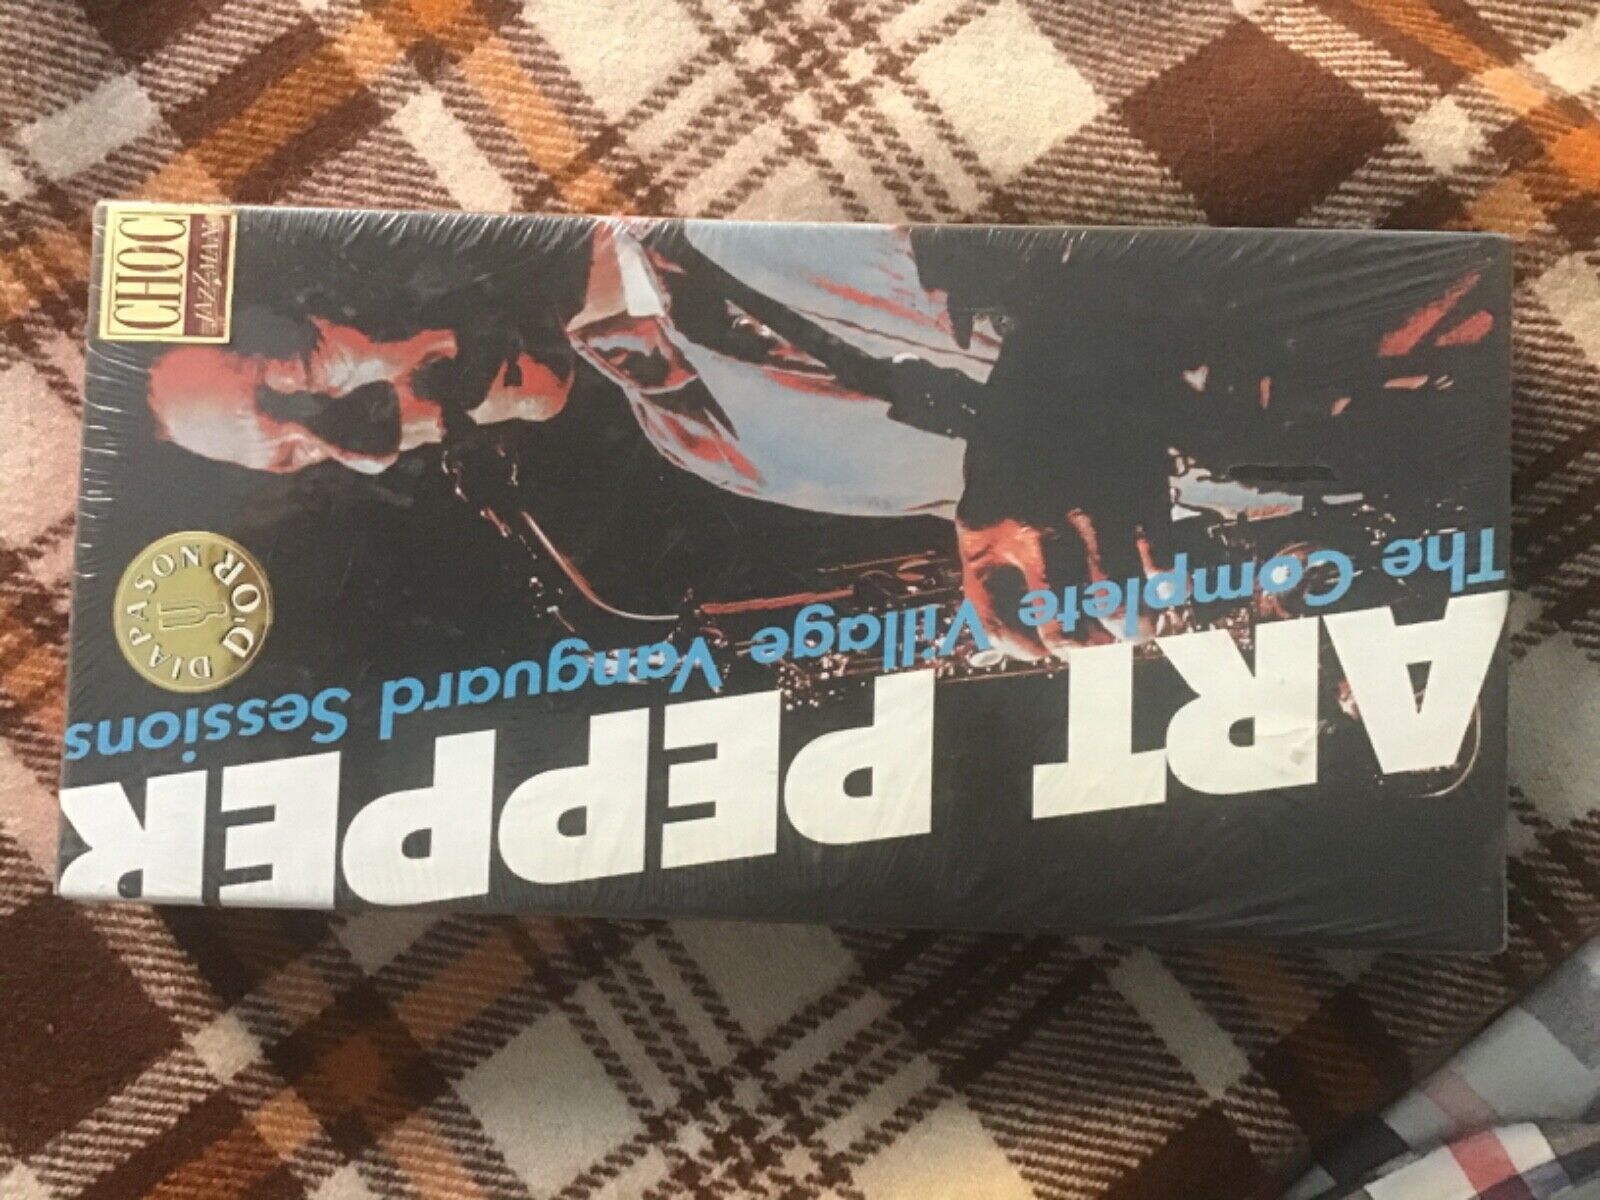 ART PEPPER
The Complete Village Vanguard Sessions
DIAPASON
D'OR
CHOC
JAZZMAN